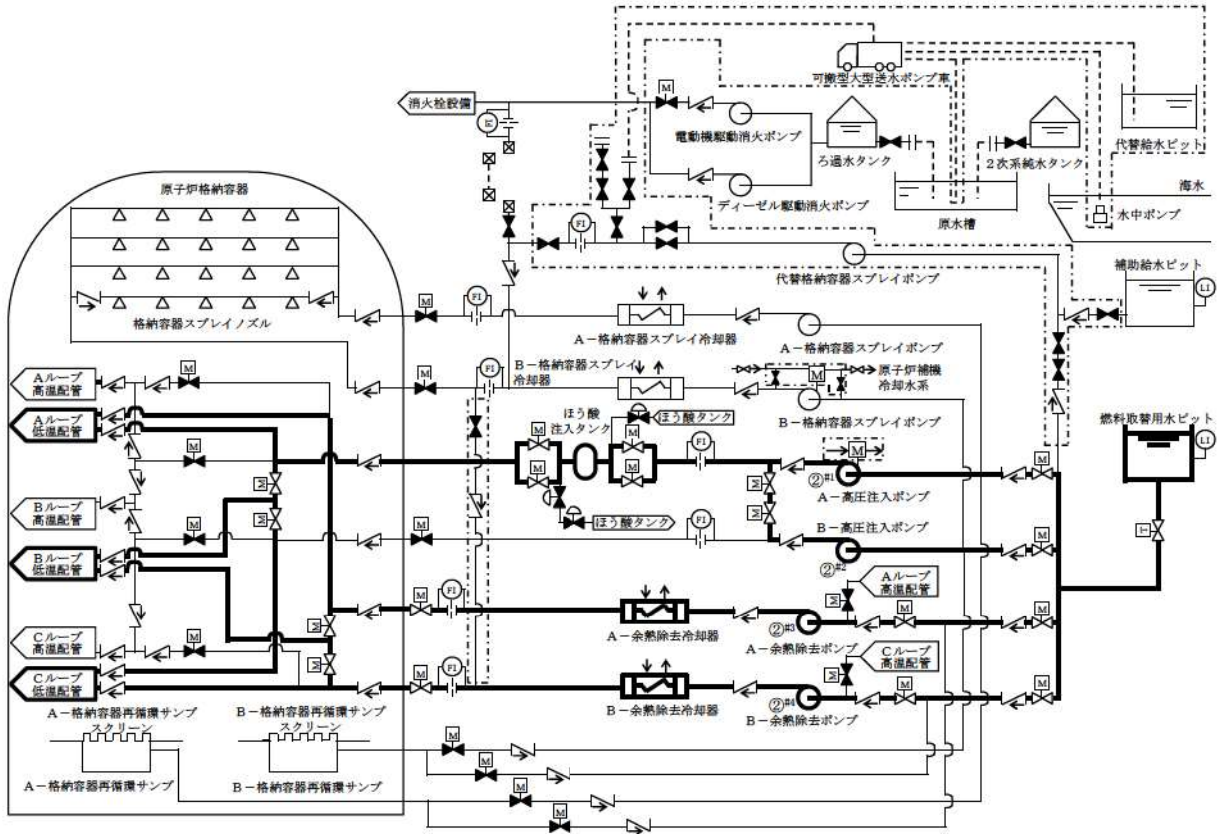 可搬型大型送水ポンプ車
消火栓設備
M
FI
電動機駆動消火ポンプ
ろ過水タンク
2次系純水タンク
代替給水ピット
海水
原子炉格納容器
ディーゼル駆動消火ポンプ
原水槽
水中ポンプ
FI
代替格納容器スプレイポンプ
補助給水ピット
LI
M
FI
格納容器スプレイノズル
A-格納容器スプレイ冷却器
A-格納容器スプレイポンプ
Aループ
高温配管
M
M
FI
B-格納容器スプレイ
冷却器
M
原子炉補機
冷却水系
Aループ
低温配管
ほう酸
注入タンク
ほう酸タンク
B-格納容器スプレイポンプ
燃料取替用水ピット
LI
M
M
M
FI
M
M
②#1
A-高圧注入ポンプ
M
M
M
M
Bループ
高温配管
M
M
M
ほう酸タンク
FI
M
B-高圧注入ポンプ
M
T
Bループ
低温配管
②#2
Aループ
高温配管
M
FI
M
M
M
Cループ
高温配管
M
M
A-余熱除去冷却器
②#3
A-余熱除去ポンプ
Cループ
高温配管
Cループ
低温配管
M
M
FI
M
M
M
B-余熱除去冷却器
②#4
B-余熱除去ポンプ
A-格納容器再循環サンプ
スクリーン
B-格納容器再循環サンプ
スクリーン
M
M
A-格納容器再循環サンプ
B-格納容器再循環サンプ
M
M